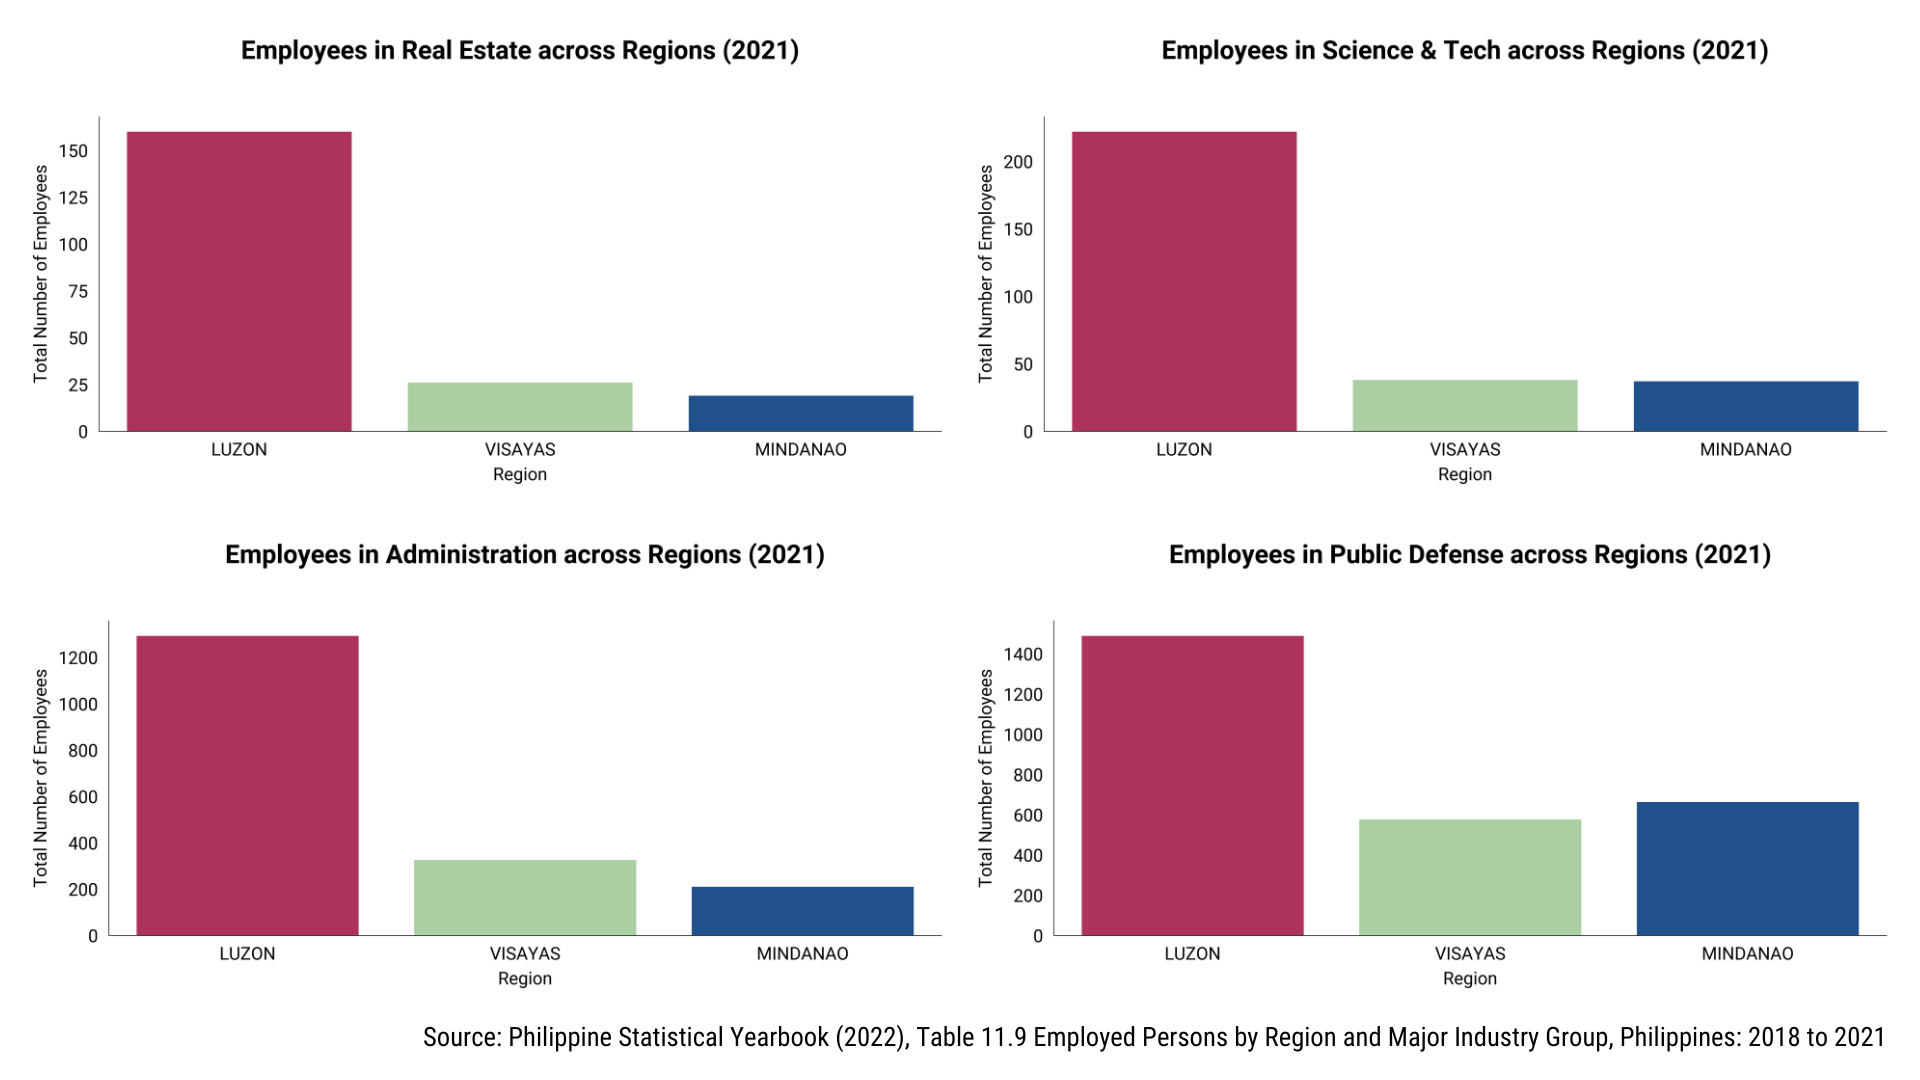 Employees in Real Estate across Regions (2021)
Total Number of Employees
150
125
100
75
50
25
0
LUZON VISAYAS MINDANAO
Region
Employees in Science & Tech across Regions (2021)
Total Number of Employees
200
150
100
50
0
LUZON VISAYAS MINDANAO
Region
Employees in Administration across Regions (2021)
Total Number of Employees
1200
1000
800
600
400
200
0
LUZON VISAYAS MINDANAO
Region
Employees in Public Defense across Regions (2021)
Total Number of Employees
1400
1200
1000
800
600
400
200
0
LUZON VISAYAS MINDANAO
Region
Source: Philippine Statistical Yearbook (2022), Table 11.9 Employed Persons by Region and Major Industry Group, Philippines: 2018 to 2021